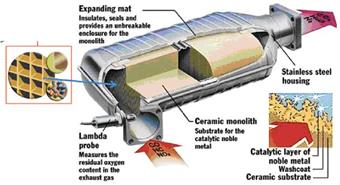 Expanding mat
Insulates, seals and
provides an unbreakable
enclosure for the
monolith
Stainless steel
housing
Ceramic monolith
Substrate for the
catalytic noble
metal
Lambda
probe
Measures the
residual oxygen
content in the
exhaust gas
Catalytic layer of
noble metal
Washcoat
Ceramic substrate